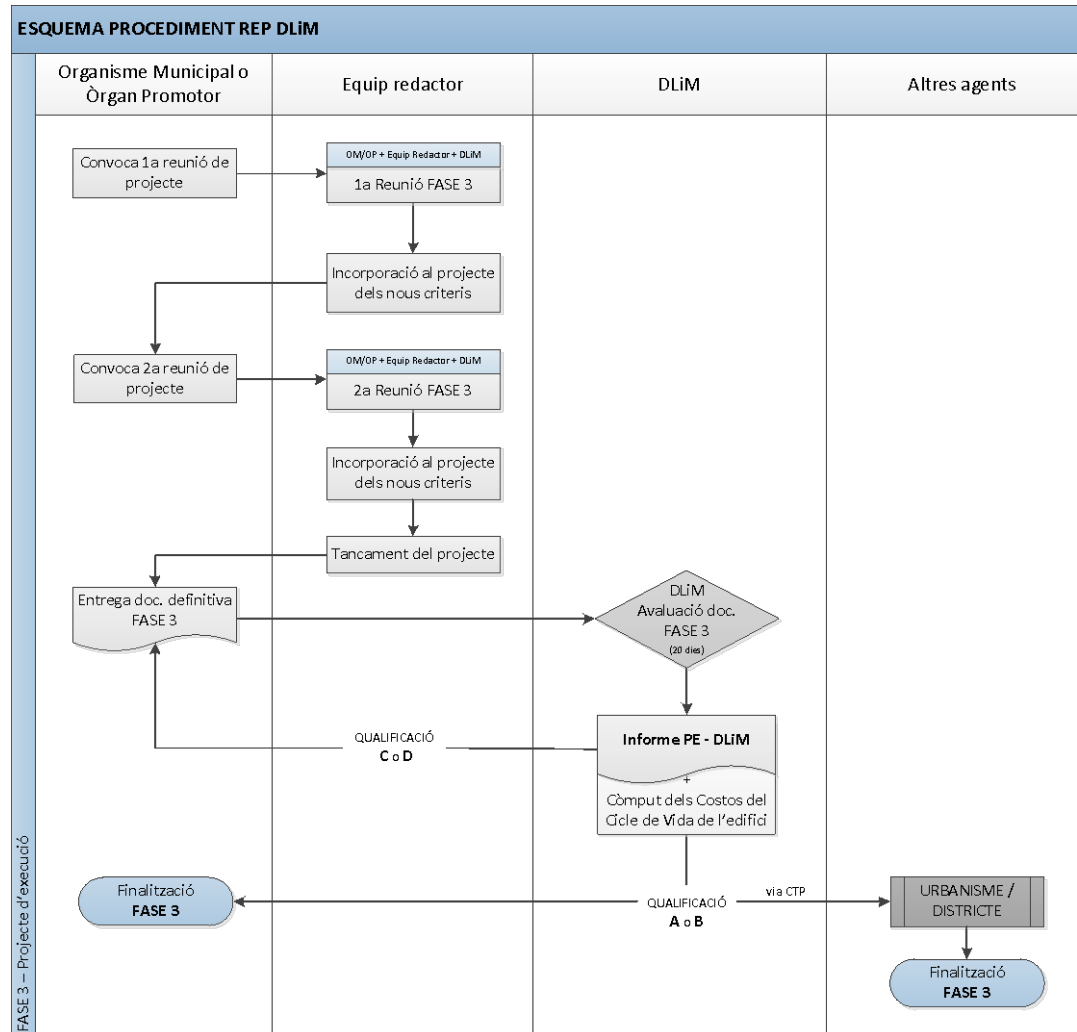 ESQUEMA PROCEDIMENT REP DLiM
Organisme Municipal o
Òrgan Promotor
Equip redactor
DLiM
Altres agents
Convoca 1a reunió de
projecte
OM/OP + Equip Redactor + DLiM
1a Reunió FASE 3
Incorporació al projecte
dels nous criteris
Convoca 2a reunió de
projecte
OM/OP + Equip Redactor + DLiM
2a Reunió FASE 3
Incorporació al projecte
dels nous criteris
Tancament del projecte
Entrega doc. definitiva
FASE 3
DLiM
Avaluació doc.
FASE 3
(20 dies)
QUALIFICACIÓ
C o D
Informe PE - DLiM
+
Còmput dels Costos del
Cicle de Vida de l'edifici
Finalització
FASE 3
QUALIFICACIÓ
A o B
via CTP
URBANISME /
DISTRICTE
Finalització
FASE 3
FASE 3 – Projecte d'execució